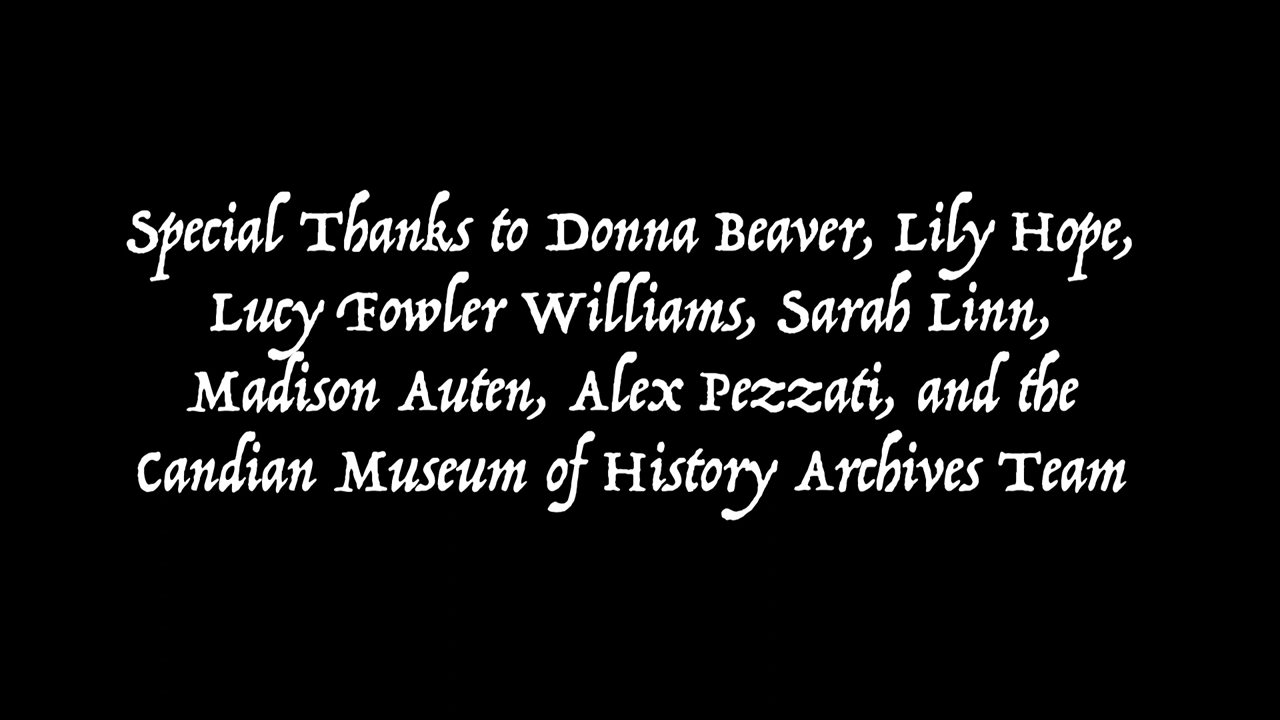 Special Thanks to Donna Beaver, Lily Hope,
Lucy Fowler Williams, Sarah Linn,
Madison Auten, Alex Pezzati, and the
Candian Museum of History Archives Team